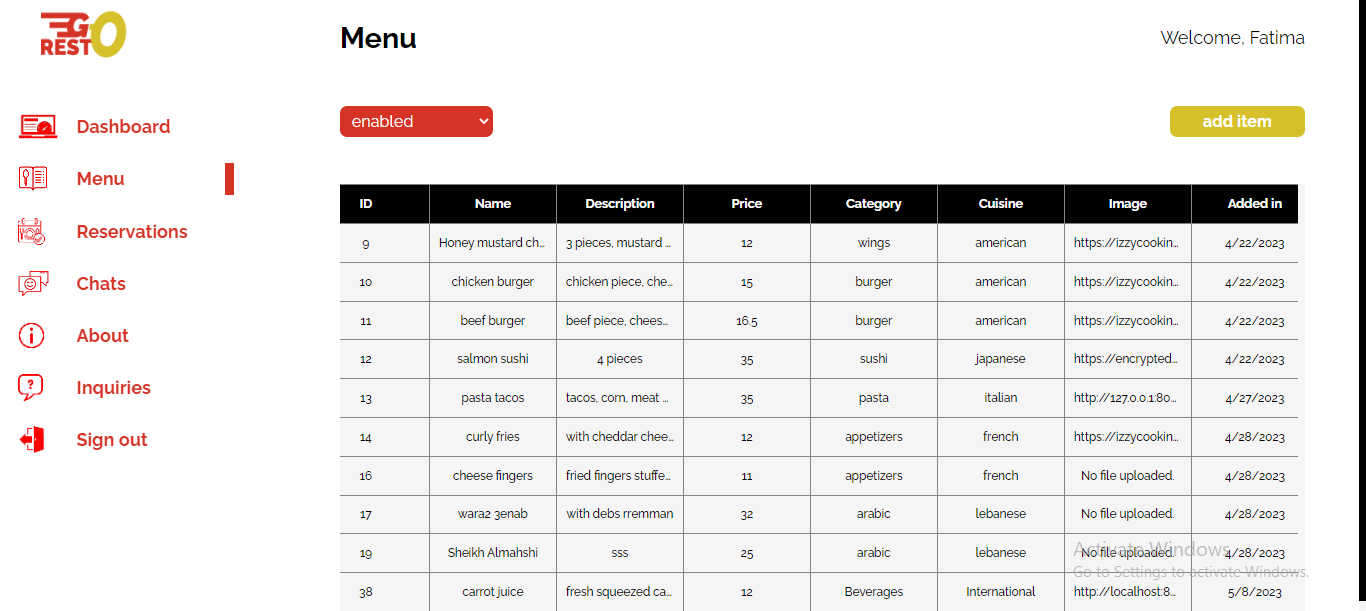 GO
REST
Menu
Welcome, Fatima
Dashboard
Menu
Reservations
Chats
About
Inquiries
Sign out
enabled
add item
ID Name Description Price Category Cuisine Image Added in
9 Honey mustard ch... 3 pieces, mustard ... 12 wings american https://izzycookin... 4/22/2023
10 chicken burger chicken piece, che... 15 burger american https://izzycookin... 4/22/2023
11 beef burger beef piece, chees... 16.5 burger american https://izzycookin... 4/22/2023
12 salmon sushi 4 pieces 35 sushi japanese https://encrypted... 4/22/2023
13 pasta tacos tacos, corn, meat ... 35 pasta italian http://127.0.0.1:80... 4/27/2023
14 curly fries with cheddar chee... 12 appetizers french https://izzycookin... 4/28/2023
16 cheese fingers fried fingers stuffe... 11 appetizers french No file uploaded. 4/28/2023
17 wara2 3enab with debs rremman 32 arabic lebanese No file uploaded. 4/28/2023
19 Sheikh Almahshi sss 25 arabic lebanese No file uploaded. 4/28/2023
38 carrot juice fresh squeezed ca... 12 Beverages International http://localhost:8... 5/8/2023
Activate Windows
Go to Settings to activate Windows.